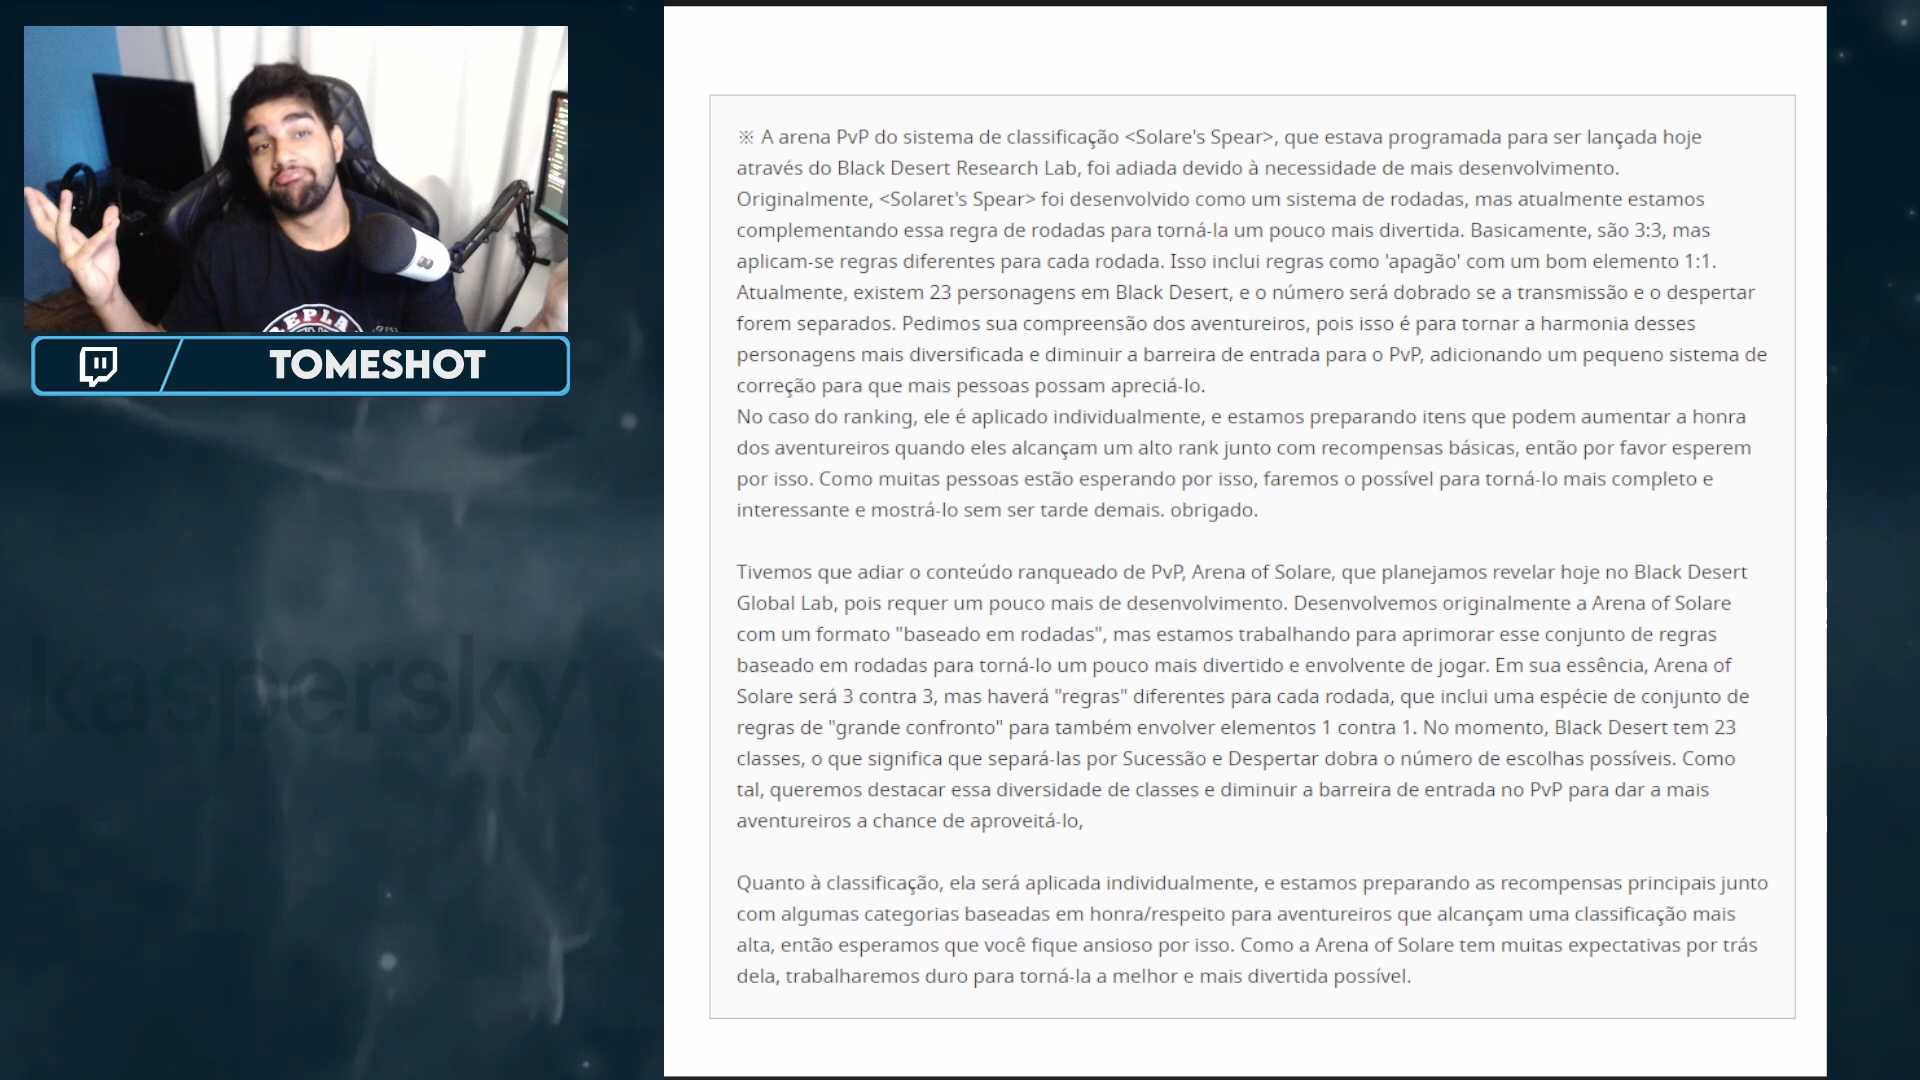 REPLA
TOMESHOT
kaspersky
※ A arena PvP do sistema de classificação <Solare's Spear>, que estava programada para ser lançada hoje
através do Black Desert Research Lab, foi adiada devido à necessidade de mais desenvolvimento.
Originalmente, <Solaret's Spear> foi desenvolvido como um sistema de rodadas, mas atualmente estamos
complementando essa regra de rodadas para torná-la um pouco mais divertida. Basicamente, são 3:3, mas
aplicam-se regras diferentes para cada rodada. Isso inclui regras como 'apagão' com um bom elemento 1:1.
Atualmente, existem 23 personagens em Black Desert, e o número será dobrado se a transmissão e o despertar
forem separados. Pedimos sua compreensão dos aventureiros, pois isso é para tornar a harmonia desses
personagens mais diversificada e diminuir a barreira de entrada para o PvP, adicionando um pequeno sistema de
correção para que mais pessoas possam apreciá-lo.
No caso do ranking, ele é aplicado individualmente, e estamos preparando itens que podem aumentar a honra
dos aventureiros quando eles alcançam um alto rank junto com recompensas básicas, então por favor esperem
por isso. Como muitas pessoas estão esperando por isso, faremos o possível para torná-lo mais completo e
interessante e mostrá-lo sem ser tarde demais. obrigado.
Tivemos que adiar o conteúdo ranqueado de PvP, Arena of Solare, que planejamos revelar hoje no Black Desert
Global Lab, pois requer um pouco mais de desenvolvimento. Desenvolvemos originalmente a Arena of Solare
com um formato "baseado em rodadas", mas estamos trabalhando para aprimorar esse conjunto de regras
baseado em rodadas para torná-lo um pouco mais divertido e envolvente de jogar. Em sua essência, Arena of
Solare será 3 contra 3, mas haverá "regras" diferentes para cada rodada, que inclui uma espécie de conjunto de
regras de "grande confronto" para também envolver elementos 1 contra 1. No momento, Black Desert tem 23
classes, o que significa que separá-las por Sucessão e Despertar dobra o número de escolhas possíveis. Como
tal, queremos destacar essa diversidade de classes e diminuir a barreira de entrada no PvP para dar a mais
aventureiros a chance de aproveitá-lo,
Quanto à classificação, ela será aplicada individualmente, e estamos preparando as recompensas principais junto
com algumas categorias baseadas em honra/respeito para aventureiros que alcançam uma classificação mais
alta, então esperamos que você fique ansioso por isso. Como a Arena of Solare tem muitas expectativas por trás
dela, trabalharemos duro para torná-la a melhor e mais divertida possível.